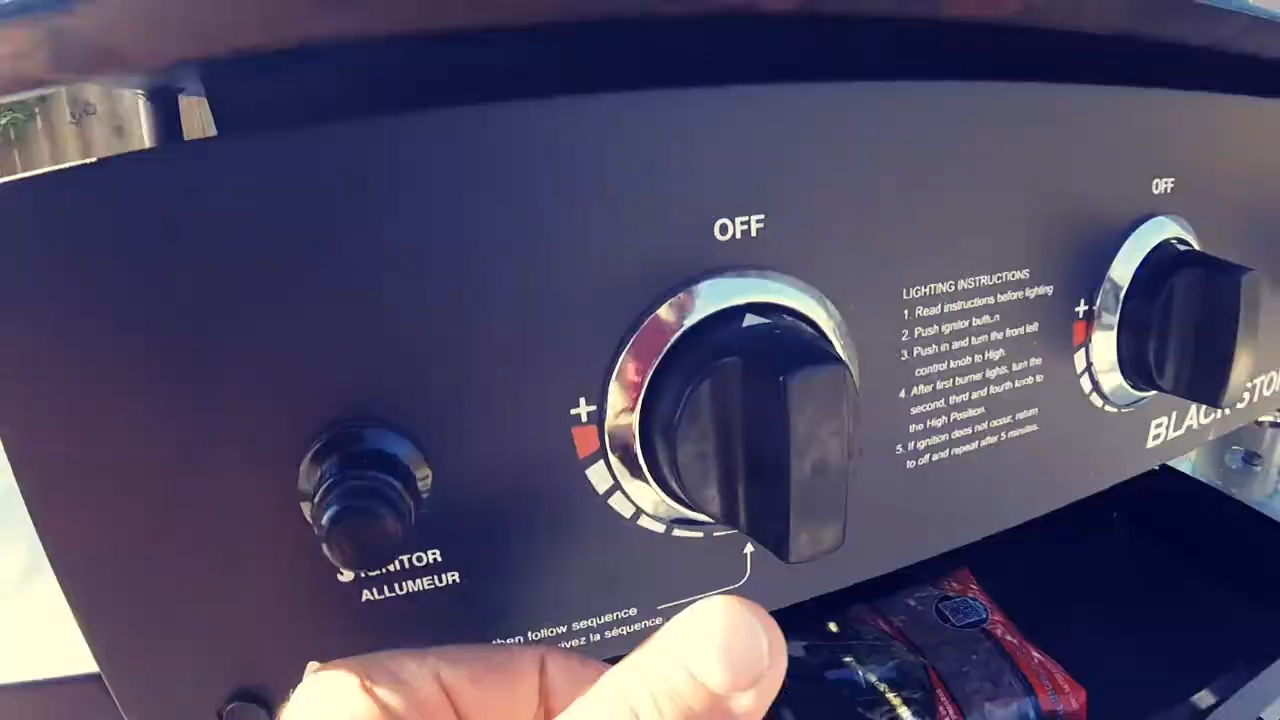 OFF
OFF
LIGHTING INSTRUCTIONS
1. Read instructions before lighting
2. Push ignitor button.
3. Push in and turn the front left
control knob to High.
4. After first burner lights, turn the
second, third and fourth knob to
the High Position.
5. If ignition does not occur, return
to off and repeat after 5 minutes.
+
+
BLACKSTO
IGNITOR
ALLUMEUR
then follow sequence
ivez la séquence